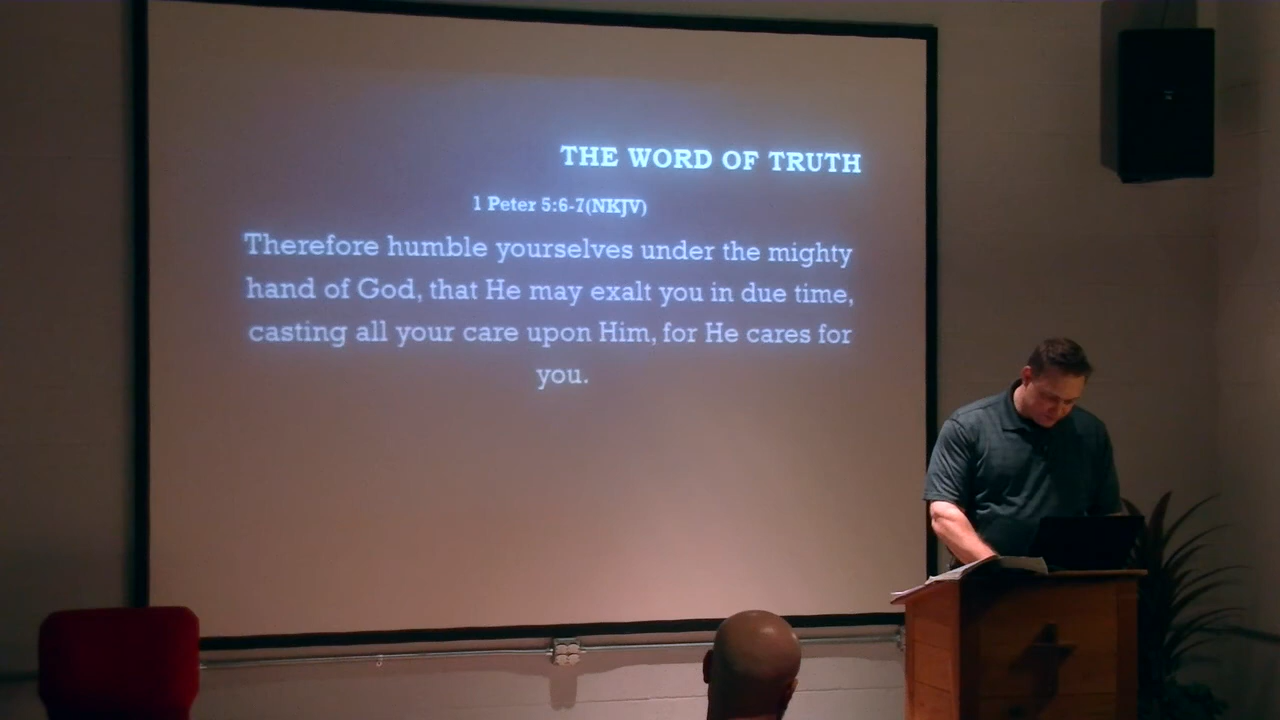 THE WORD OF TRUTH
1 Peter 5:6-7(NKJV)
Therefore humble yourselves under the mighty
hand of God, that He may exalt you in due time,
casting all your care upon Him, for He cares for
you.